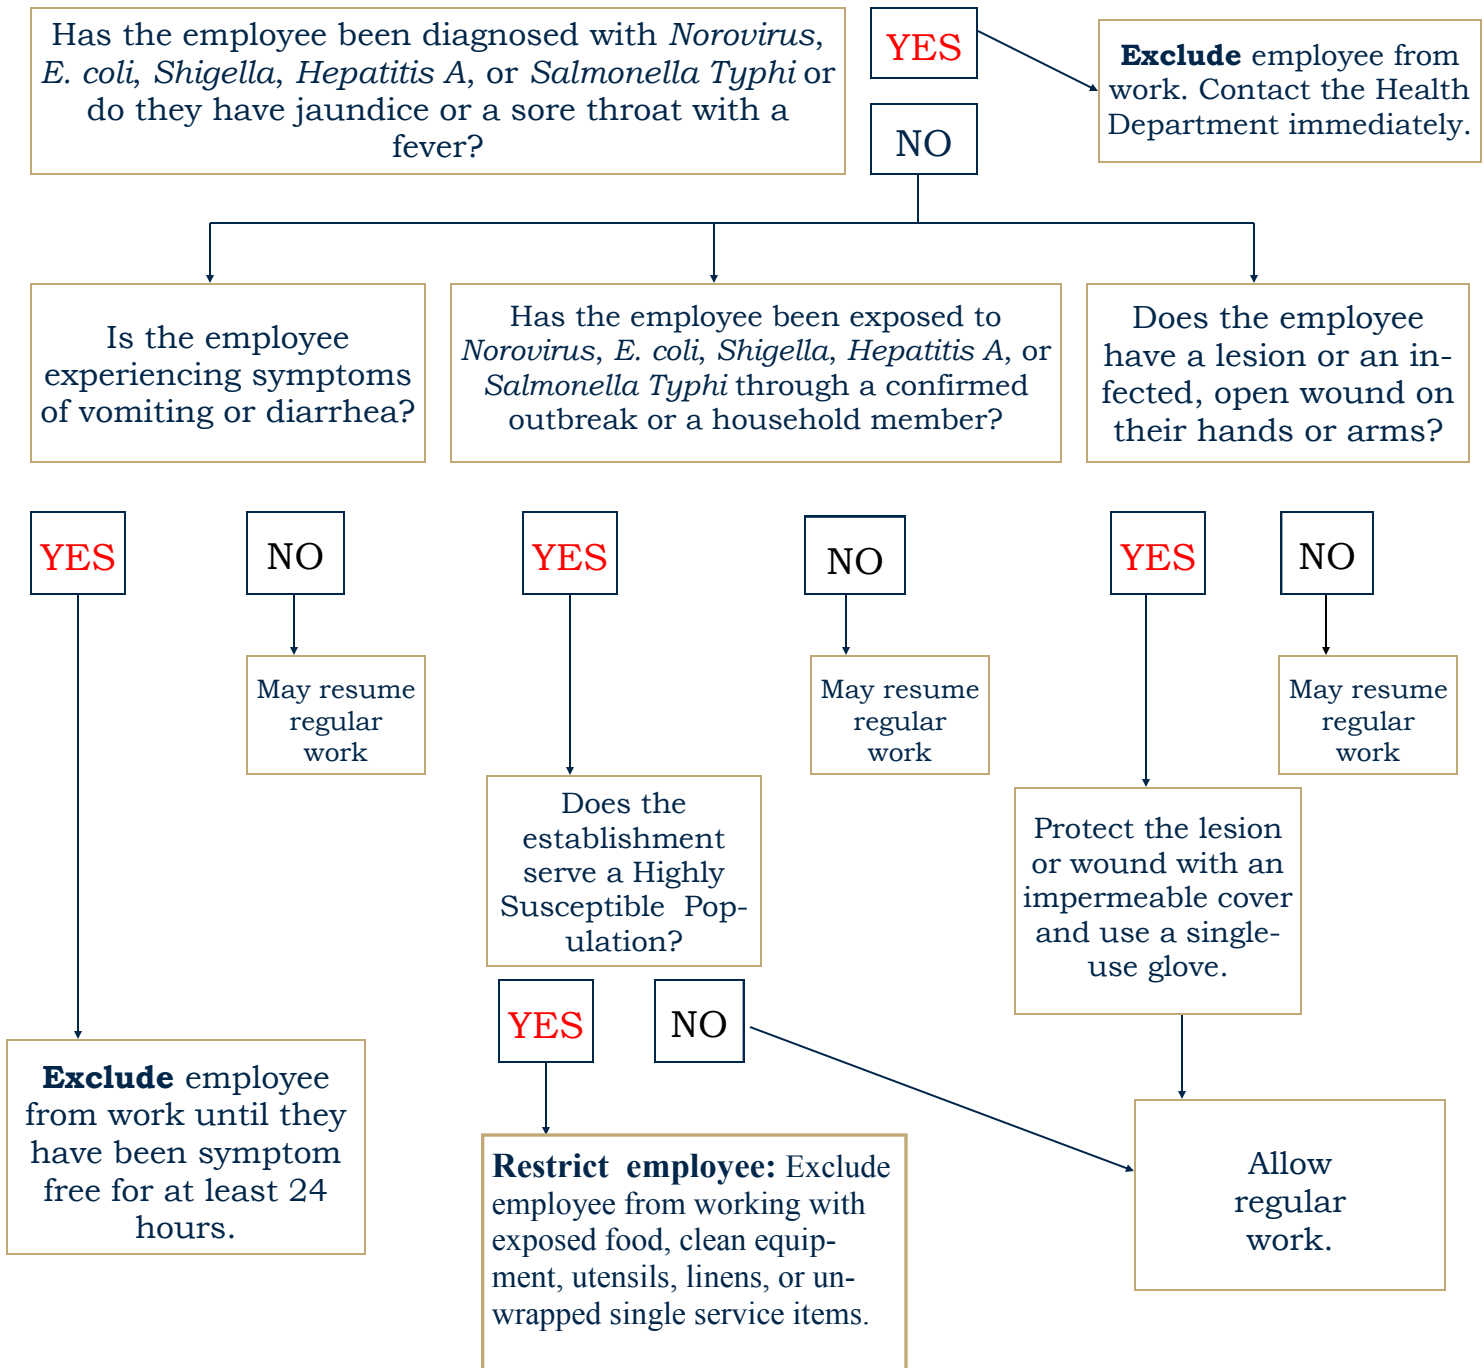 Has the employee been diagnosed with Norovirus,
E. coli, Shigella, Hepatitis A, or Salmonella Typhi or
do they have jaundice or a sore throat with a
fever?
YES
NO
Exclude employee from
work. Contact the Health
Department immediately.
Is the employee
experiencing symptoms
of vomiting or diarrhea?
Has the employee been exposed to
Norovirus, E. coli, Shigella, Hepatitis A, or
Salmonella Typhi through a confirmed
outbreak or a household member?
Does the employee
have a lesion or an in-
fected, open wound on
their hands or arms?
YES
NO
YES
NO
YES
NO
May resume
regular
work
May resume
regular
work
May resume
regular
work
Does the
establishment
serve a Highly
Susceptible Pop-
ulation?
Protect the lesion
or wound with an
impermeable cover
and use a single-
use glove.
YES
NO
Exclude employee
from work until they
have been symptom
free for at least 24
hours.
Restrict employee: Exclude
employee from working with
exposed food, clean equip-
ment, utensils, linens, or un-
wrapped single service items.
Allow
regular
work.